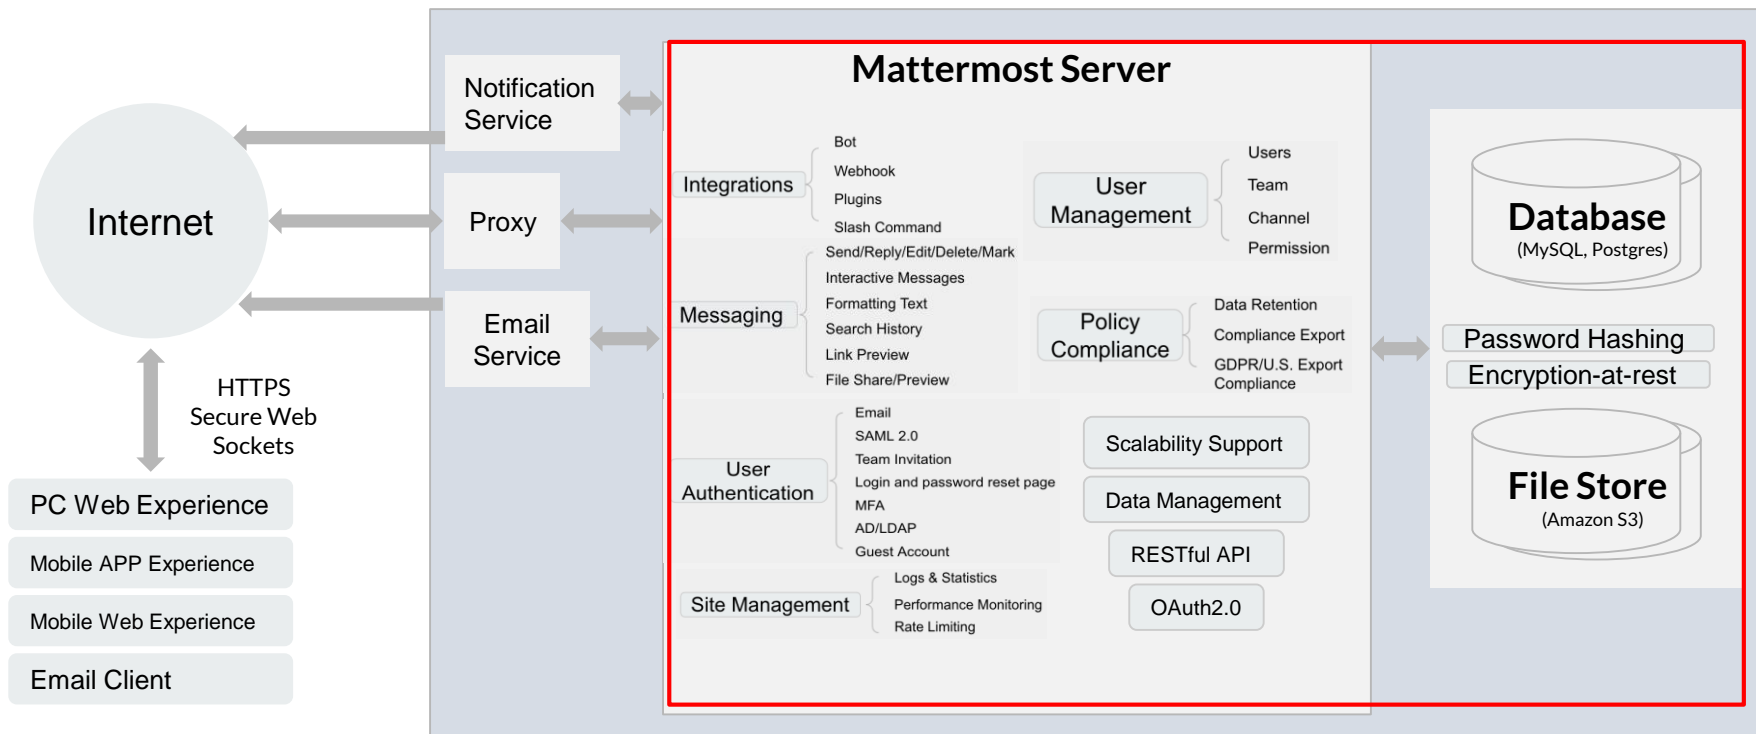 Mattermost Server
Notification
Service
Internet
Proxy
Email
Service
HTTPS
Secure Web
Sockets
PC Web Experience
Mobile APP Experience
Mobile Web Experience
Email Client
Integrations
Bot
Webhook
Plugins
Slash Command
Messaging
Send/Reply/Edit/Delete/Mark
Interactive Messages
Formatting Text
Search History
Link Preview
File Share/Preview
User
Authentication
Email
SAML 2.0
Team Invitation
Login and password reset page
MFA
AD/LDAP
Guest Account
Site Management
Logs & Statistics
Performance Monitoring
Rate Limiting
User
Management
Users
Team
Channel
Permission
Policy
Compliance
Data Retention
Compliance Export
GDPR/U.S. Export
Compliance
Scalability Support
Data Management
RESTful API
OAuth2.0
Database
(MySQL, Postgres)
Password Hashing
Encryption-at-rest
File Store
(Amazon S3)